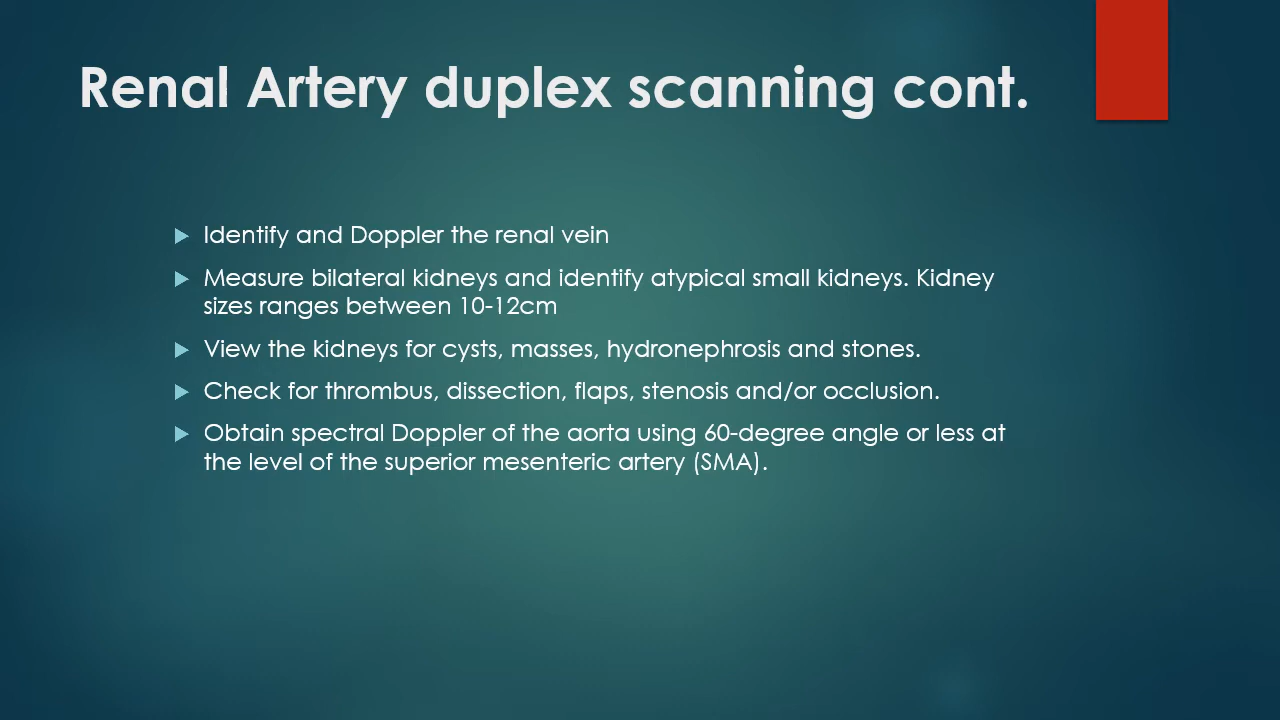 Renal Artery duplex scanning cont.
Identify and Doppler the renal vein
Measure bilateral kidneys and identify atypical small kidneys. Kidney
sizes ranges between 10-12cm
View the kidneys for cysts, masses, hydronephrosis and stones.
Check for thrombus, dissection, flaps, stenosis and/or occlusion.
Obtain spectral Doppler of the aorta using 60-degree angle or less at
the level of the superior mesenteric artery (SMA).